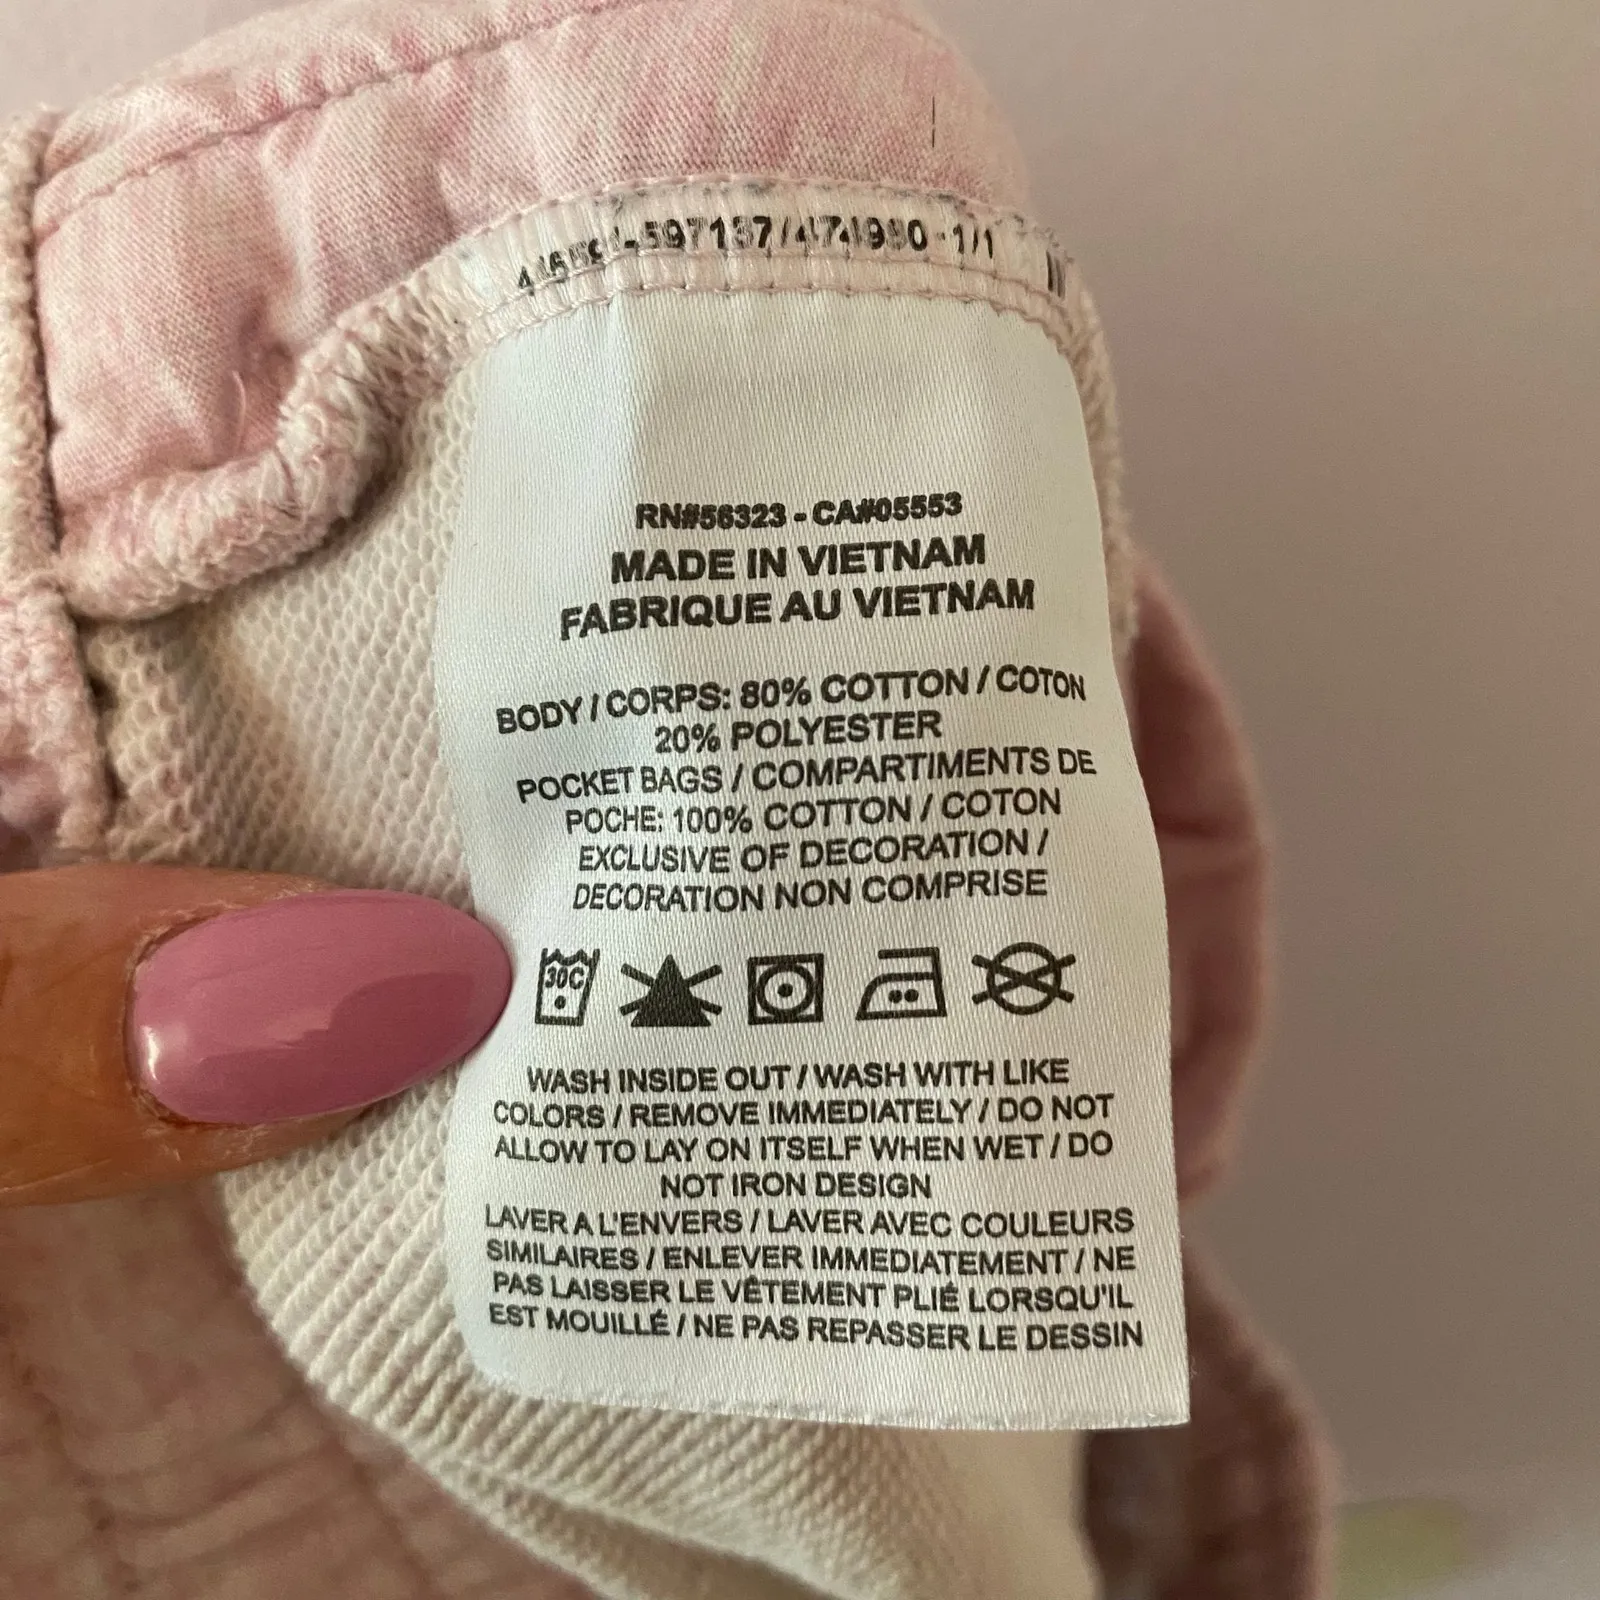 597137/474980-1/1
RN#56323 - CA#05553
MADE IN VIETNAM
FABRIQUE AU VIETNAM
BODY / CORPS: 80% COTTON / COTON
20% POLYESTER
POCKET BAGS / COMPARTIMENTS DE
POCHE: 100% COTTON / COTON
EXCLUSIVE OF DECORATION /
DECORATION NON COMPRISE
30C
WASH INSIDE OUT / WASH WITH LIKE
COLORS / REMOVE IMMEDIATELY / DO NOT
ALLOW TO LAY ON ITSELF WHEN WET / DO
NOT IRON DESIGN
LAVER A L'ENVERS / LAVER AVEC COULEURS
SIMILAIRES / ENLEVER IMMEDIATEMENT / NE
PAS LAISSER LE VÊTEMENT PLIÉ LORSQU'IL
EST MOUILLÉ / NE PAS REPASSER LE DESSIN